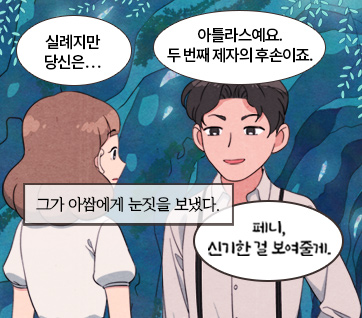 실례지만
당신은...
아틀라스예요.
두 번째 제자의 후손이죠.
그가 아쌈에게 눈짓을 보냈다.
페니,
신기한 걸 보여줄게.